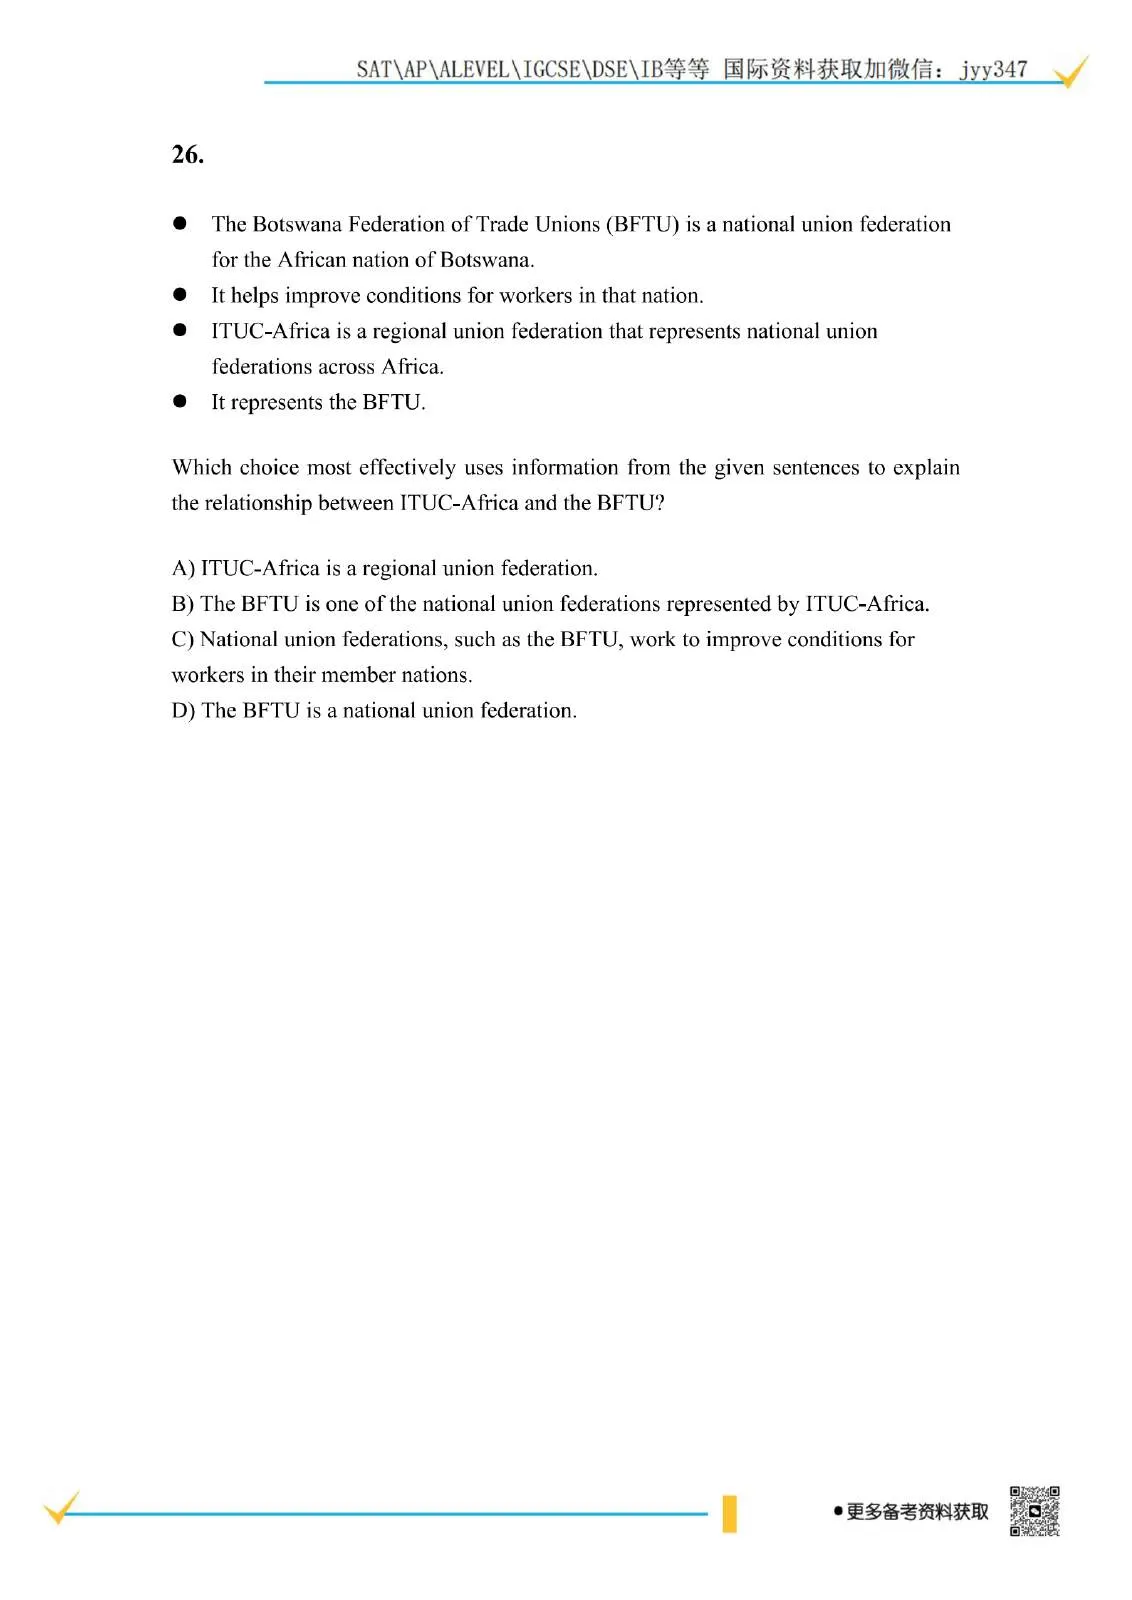 SAT\AP\ALEVEL\IGCSE\DSE\IB等等 国际资料获取加微信：jyy347
26.
● The Botswana Federation of Trade Unions (BFTU) is a national union federation
for the African nation of Botswana.
● It helps improve conditions for workers in that nation.
● ITUC-Africa is a regional union federation that represents national union
federations across Africa.
● It represents the BFTU.
Which choice most effectively uses information from the given sentences to explain
the relationship between ITUC-Africa and the BFTU?
A) ITUC-Africa is a regional union federation.
B) The BFTU is one of the national union federations represented by ITUC-Africa.
C) National union federations, such as the BFTU, work to improve conditions for
workers in their member nations.
D) The BFTU is a national union federation.
●更多备考资料获取